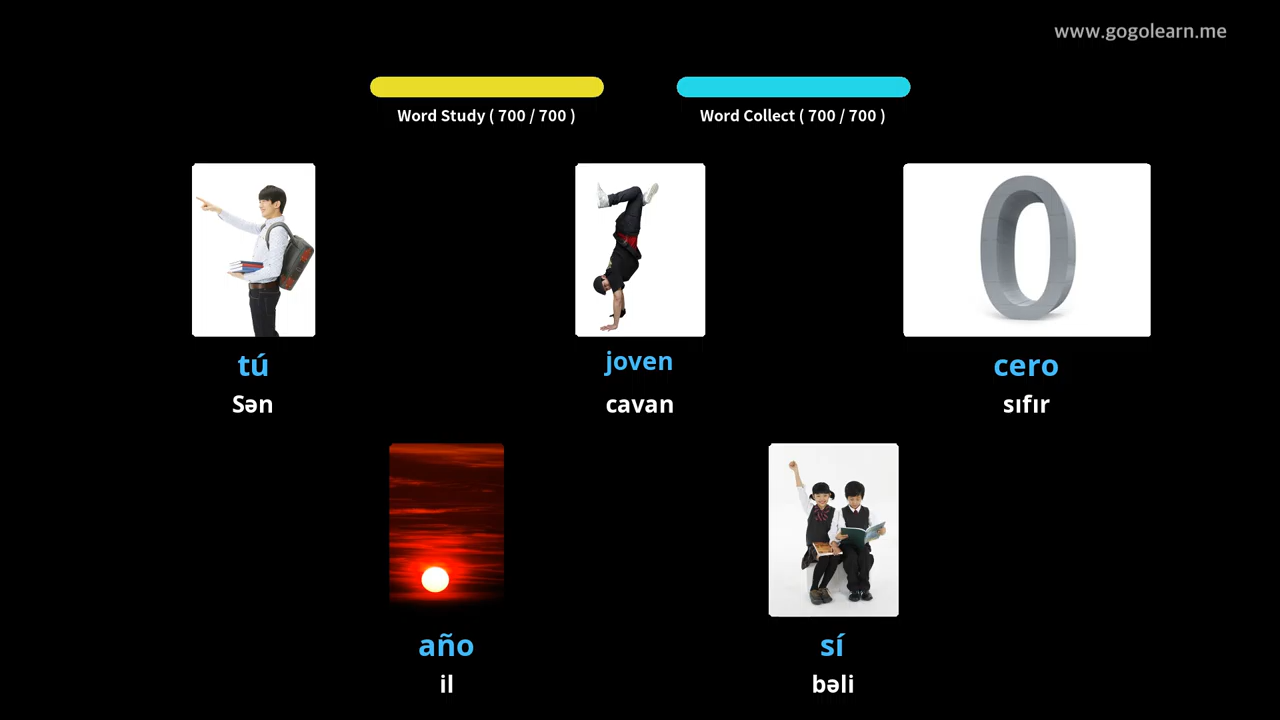 www.gogolearn.me
Word Study ( 700 / 700 )
Word Collect ( 700 / 700 )
tú
Sən
joven
cavan
cero
sıfır
año
il
sí
bəli